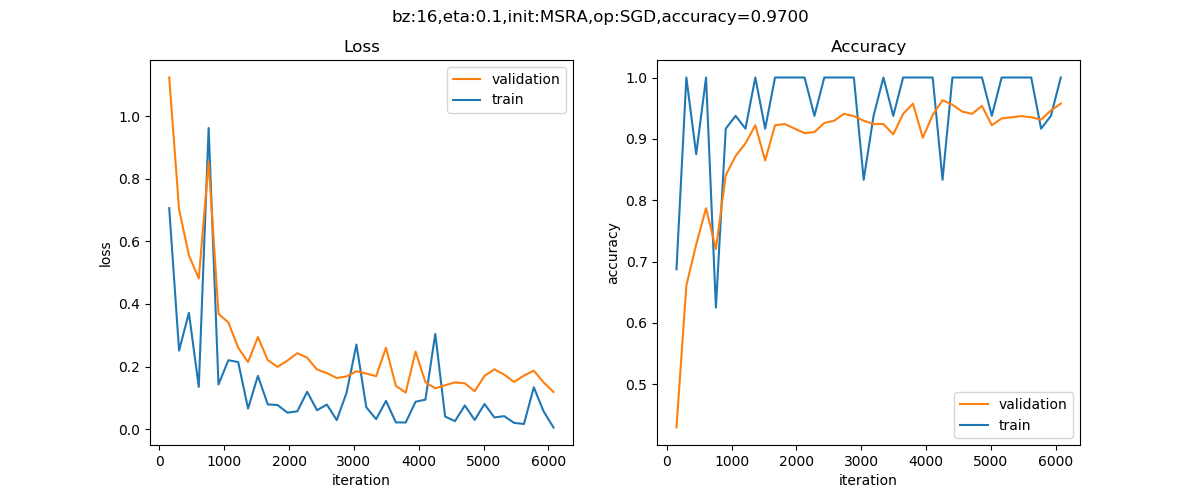 bz:16,eta:0.1,init:MSRA,op:SGD,accuracy=0.9700
Loss
validation
train
1.0
0.8
0.6
0.4
0.2
0.0
loss
0
1000
2000
3000
4000
5000
6000
iteration
Accuracy
1.0
0.9
0.8
0.7
0.6
0.5
accuracy
validation
train
0
1000
2000
3000
4000
5000
6000
iteration